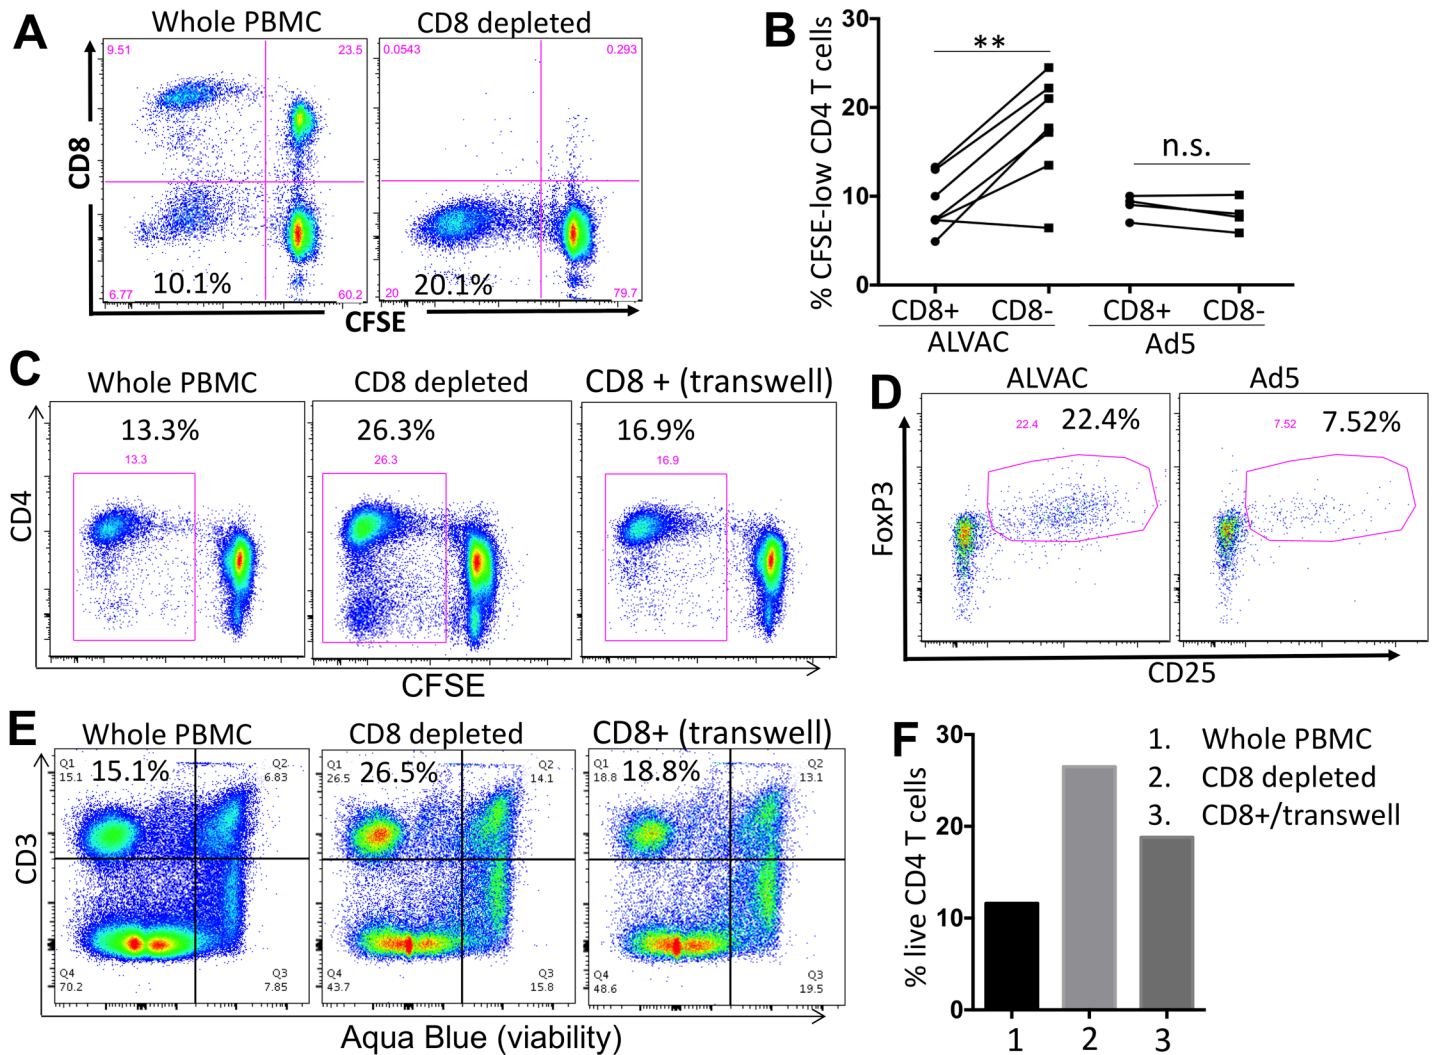 A
Whole PBMC
CD8 depleted
9.51
23.5
0.0543
0.293
CD8
10.1%
20.1%
6.77
60.2
20
79.7
CFSE
B
% CFSE-low CD4 T cells
30
20
10
0
**
n.s.
CD8+
CD8-
CD8+
CD8-
ALVAC
Ad5
C
Whole PBMC
CD8 depleted
CD8 + (transwell)
CD4
13.3%
13.3
26.3%
26.3
16.9%
16.9
CFSE
D
ALVAC
Ad5
FoxP3
22.4
22.4%
7.52
7.52%
CD25
E
Whole PBMC
CD8 depleted
CD8+ (transwell)
CD3
Q1
15.1
15.1%
Q2
6.83
Q4
70.2
Q3
7.85
Q1
26.5
26.5%
Q2
14.1
Q4
43.7
Q3
15.8
Q1
18.8
18.8%
Q2
13.1
Q4
48.6
Q3
19.5
Aqua Blue (viability)
F
% live CD4 T cells
30
20
10
0
1. Whole PBMC
2. CD8 depleted
3. CD8+/transwell
1
2
3